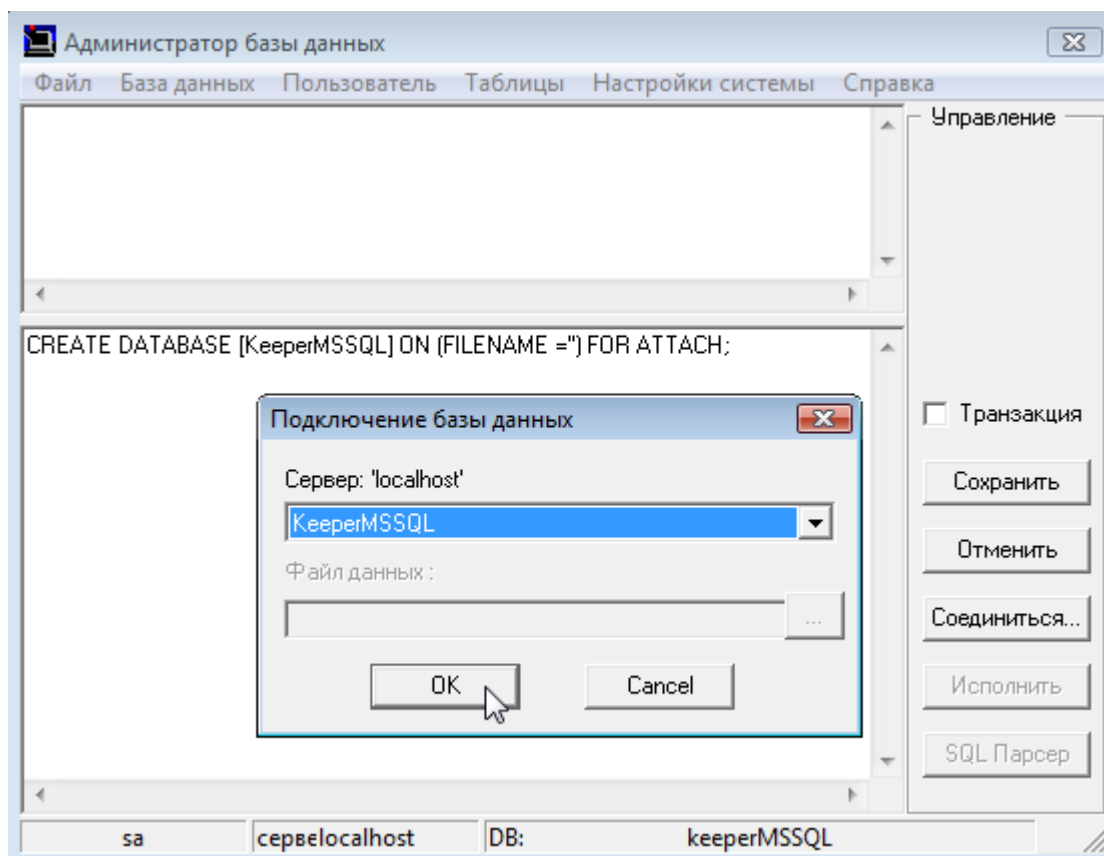 Администратор базы данных
Файл База данных Пользователь Таблицы Настройки системы Справка
Управление
CREATE DATABASE [KeeperMSSQL] ON (FILENAME ='') FOR ATTACH;
Подключение базы данных
Сервер: 'localhost'
KeeperMSSQL
Файл данных :
...
OK Cancel
Транзакция
Сохранить
Отменить
Соединиться...
Исполнить
SQL Парсер
sa серверlocalhost DB: keeperMSSQL